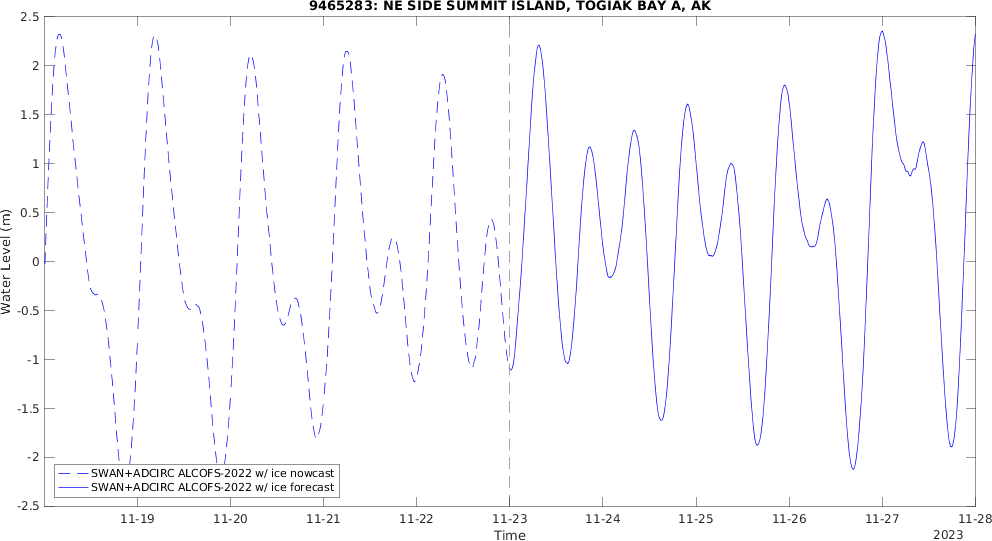 9465283: NE SIDE SUMMIT ISLAND, TOGIAK BAY A, AK
2.5
2
1.5
1
0.5
0
-0.5
-1
-1.5
-2
-2.5
Water Level (m)
SWAN+ADCIRC ALCOFS-2022 w/ ice nowcast
SWAN+ADCIRC ALCOFS-2022 w/ ice forecast
11-19 11-20 11-21 11-22 11-23 11-24 11-25 11-26 11-27 11-28
Time
2023